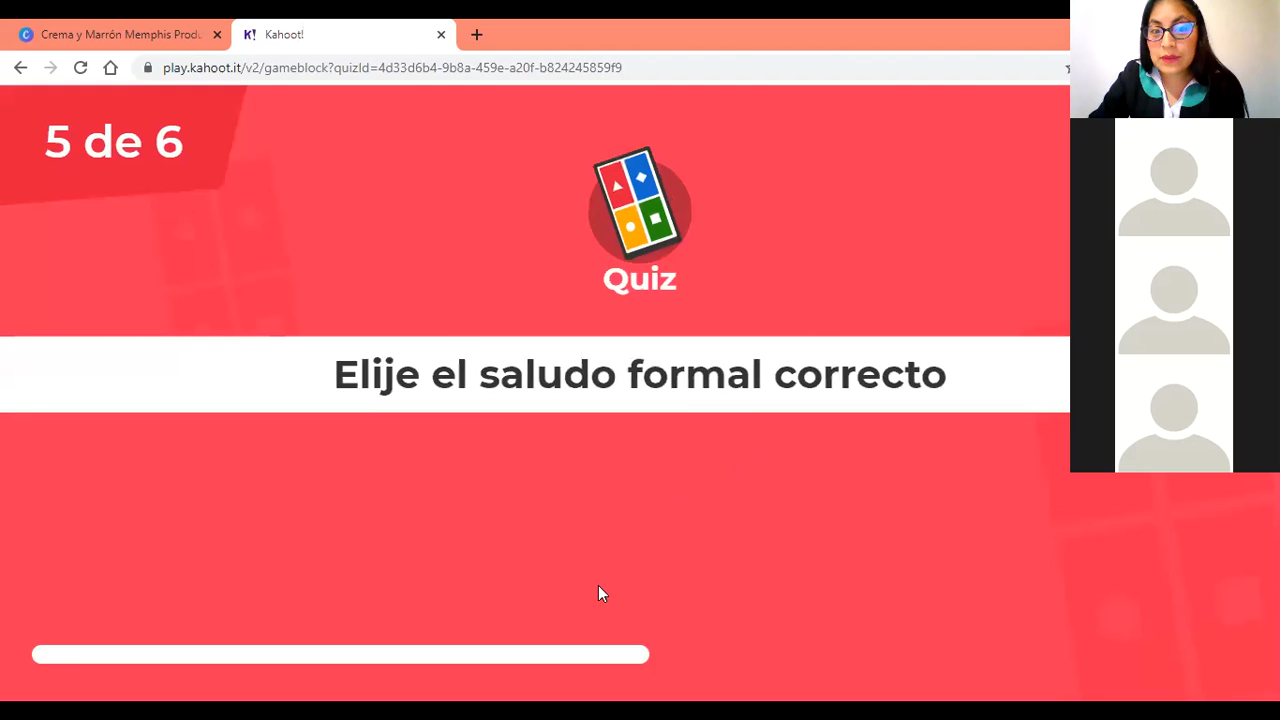 Crema y Marrón Memphis Prod
K! Kahoot!
play.kahoot.it/v2/gameblock?quizId=4d33d6b4-9b8e-459e-a20f-b824245859f9
5 de 6
Quiz
Elije el saludo formal correcto